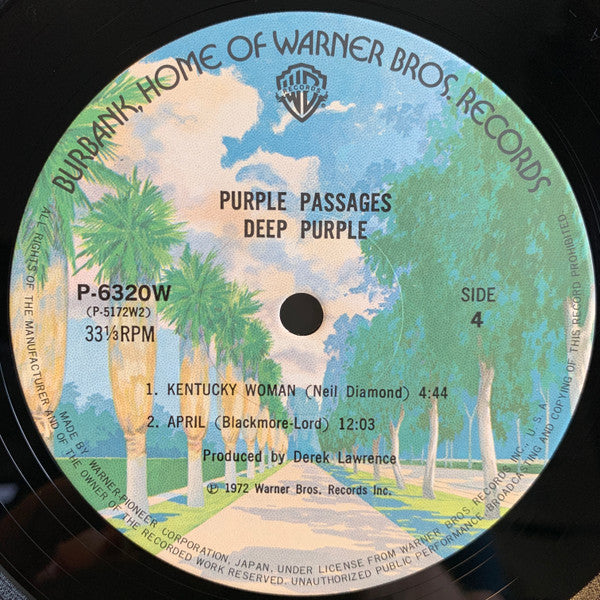 BURBANK, HOME OF WARNER BROS. RECORDS
WB
RECORDS
PURPLE PASSAGES
DEEP PURPLE
P-6320W
(P-5172W2)
33⅓RPM
SIDE
4
1. KENTUCKY WOMAN (Neil Diamond) 4:44
2. APRIL (Blackmore-Lord) 12:03
Produced by Derek Lawrence
℗ 1972 Warner Bros. Records Inc.
MADE BY WARNER-PIONEER CORPORATION, JAPAN, UNDER LICENSE FROM WARNER BROS. RECORDS INC., U.S.A.
ALL RIGHTS OF THE MANUFACTURER AND OF THE OWNER OF THE RECORDED WORK RESERVED. UNAUTHORIZED PUBLIC PERFORMANCE, BROADCASTING AND COPYING OF THIS RECORD PROHIBITED.